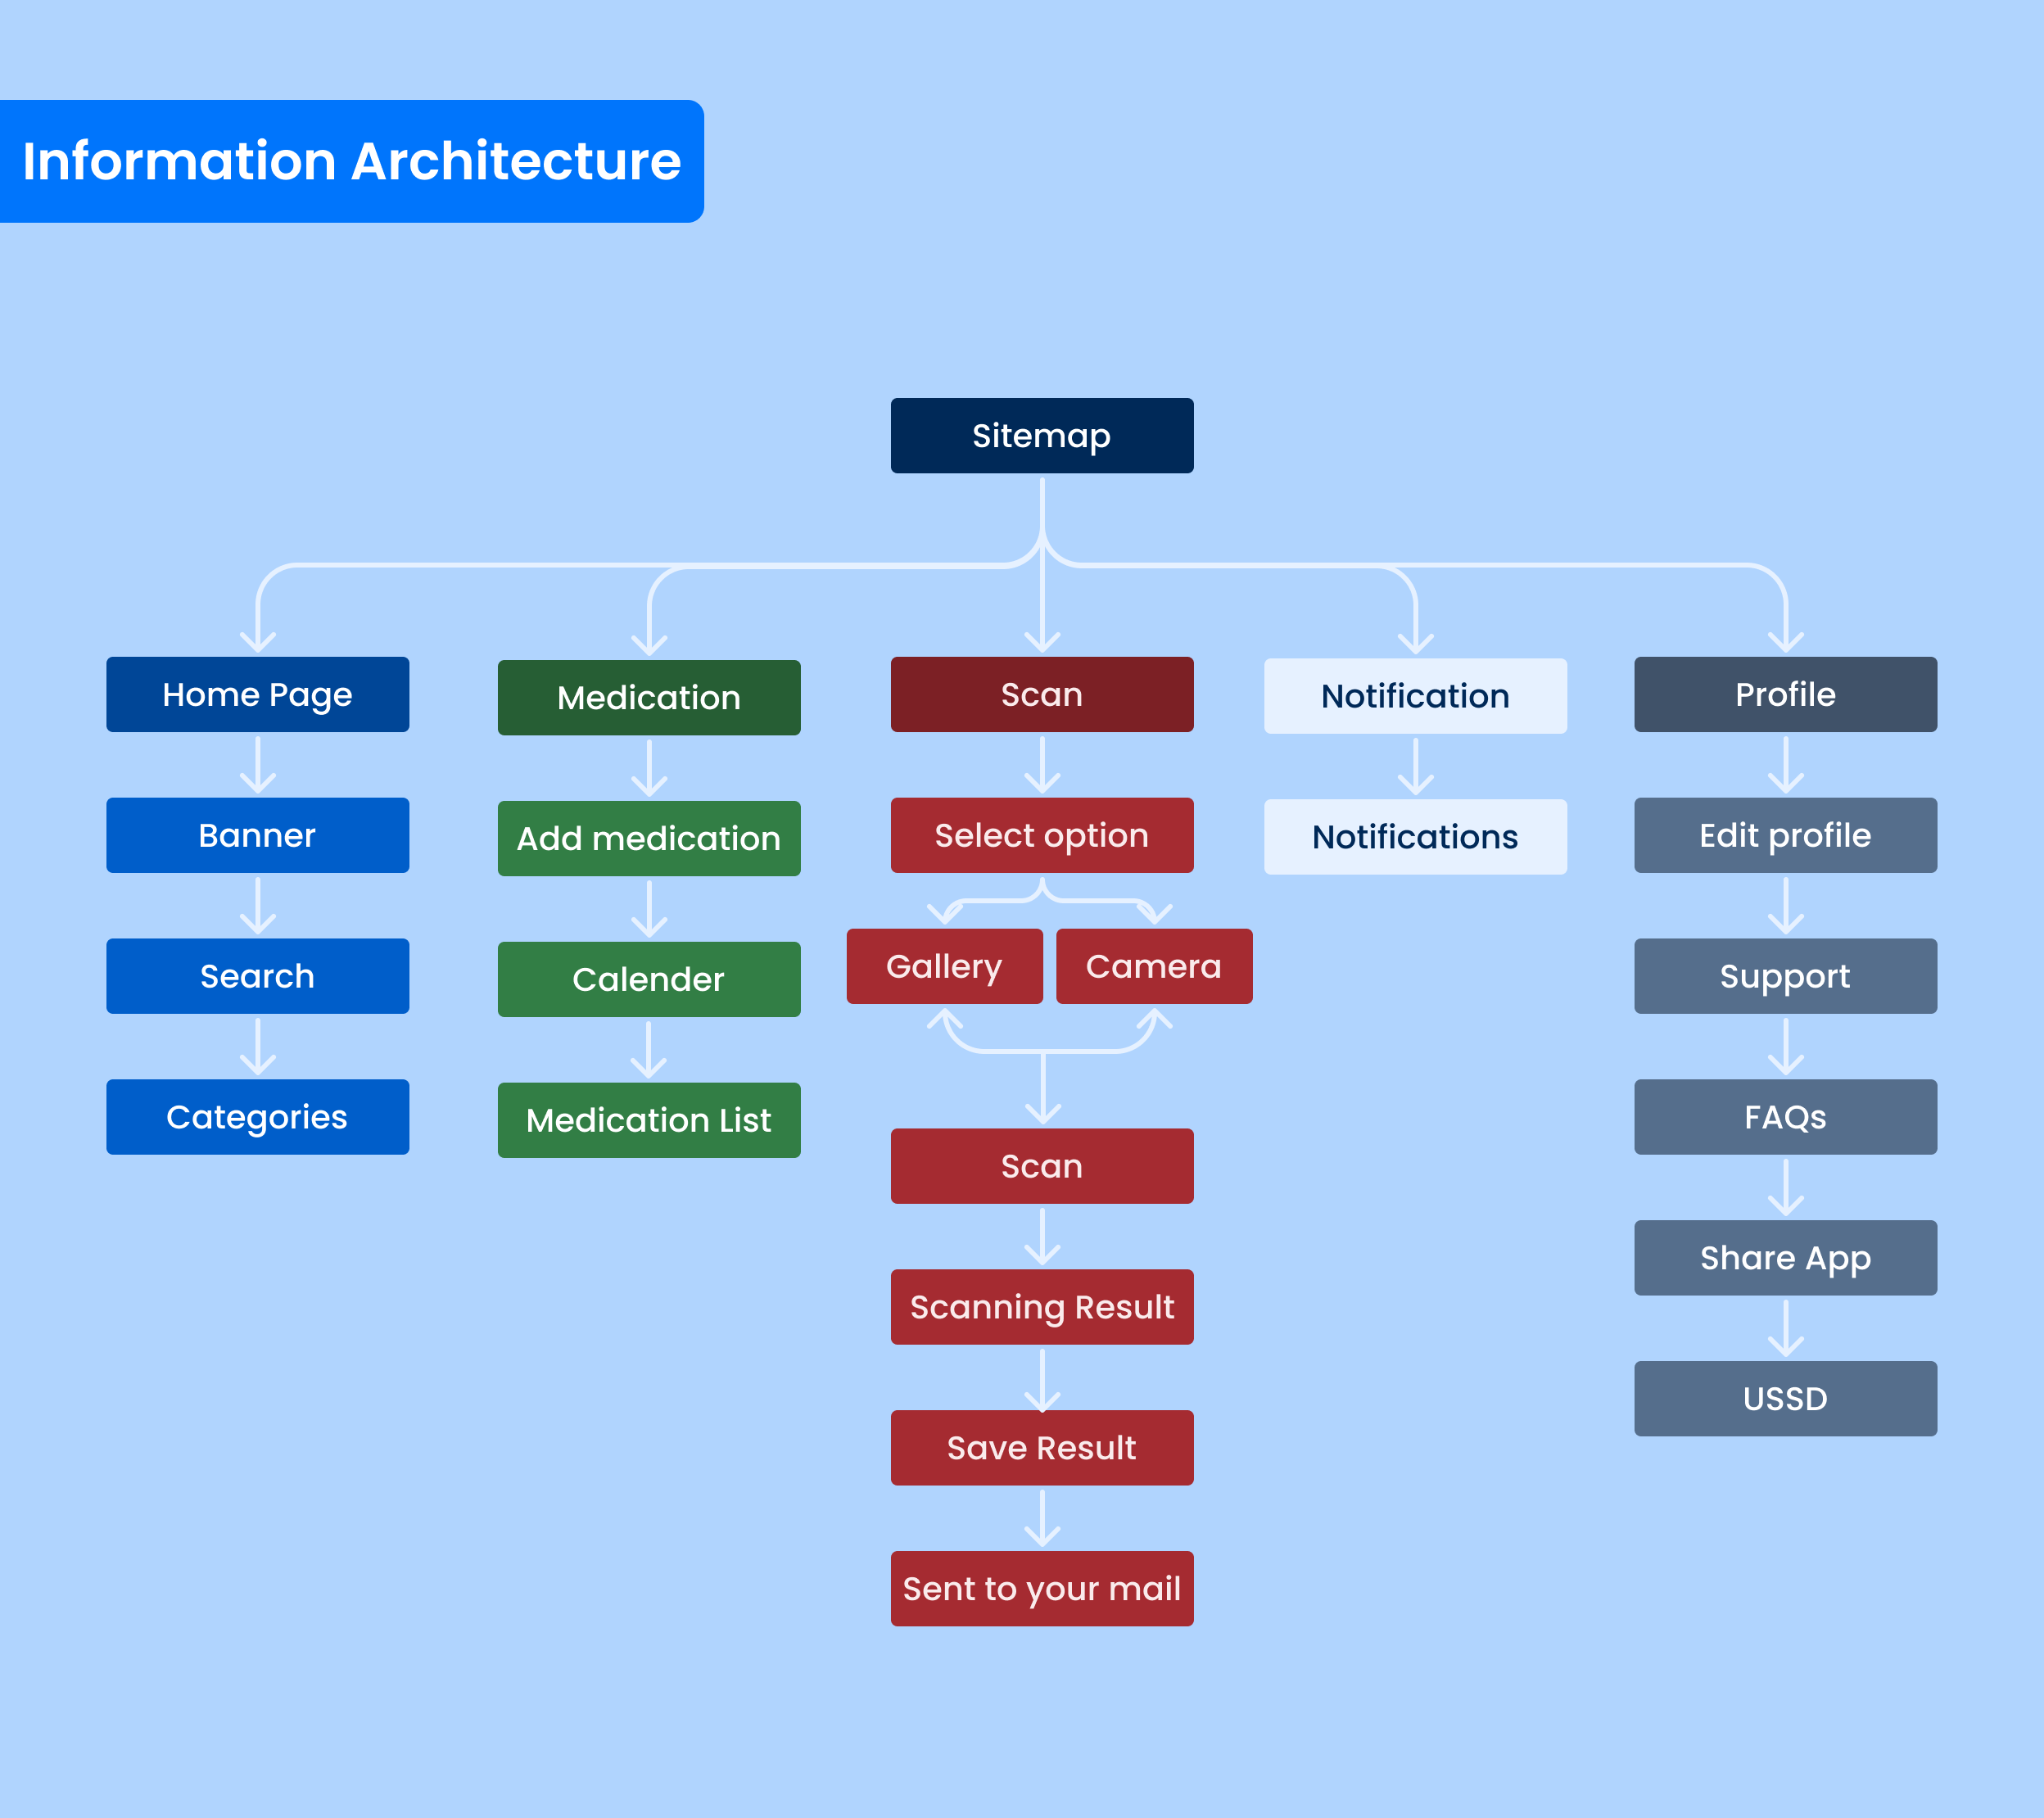 Information Architecture
Sitemap
Home Page
Medication
Scan
Notification
Profile
Banner
Add medication
Select option
Notifications
Edit profile
Search
Calender
Gallery
Camera
Support
Categories
Medication List
Scan
FAQs
Scanning Result
Share App
Save Result
USSD
Sent to your mail